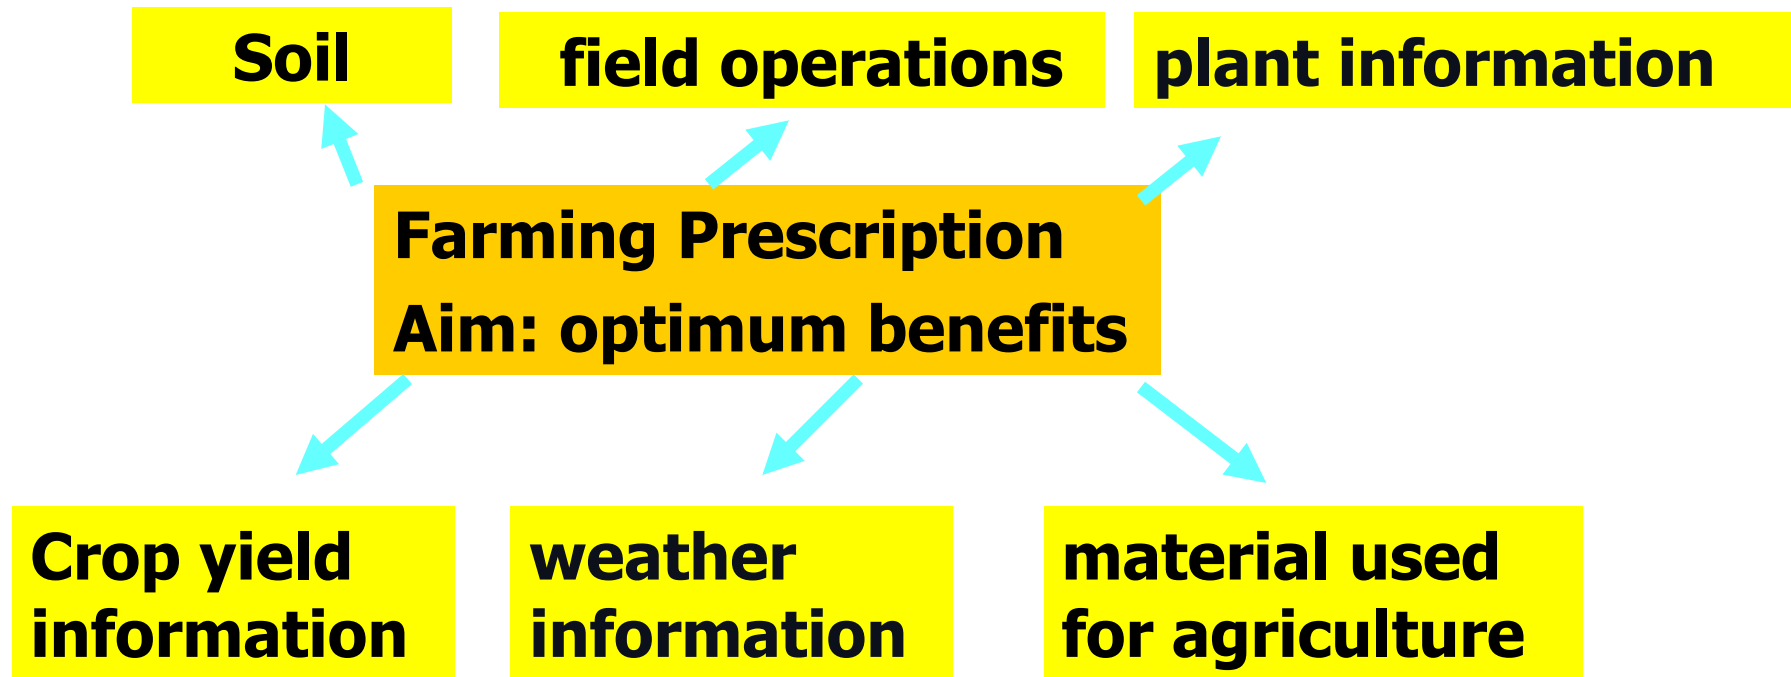 Soil
field operations
plant information
Farming Prescription
Aim: optimum benefits
Crop yield
information
weather
information
material used
for agriculture